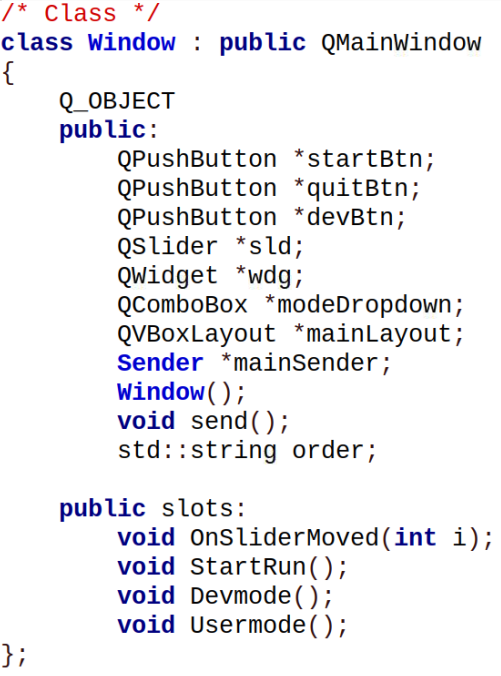 /* Class */
class Window : public QMainWindow
{
    Q_OBJECT
    public:
        QPushButton *startBtn;
        QPushButton *quitBtn;
        QPushButton *devBtn;
        QSlider *sld;
        QWidget *wdg;
        QComboBox *modeDropdown;
        QVBoxLayout *mainLayout;
        Sender *mainSender;
        Window();
        void send();
        std::string order;

    public slots:
        void OnSliderMoved(int i);
        void StartRun();
        void Devmode();
        void Usermode();
};